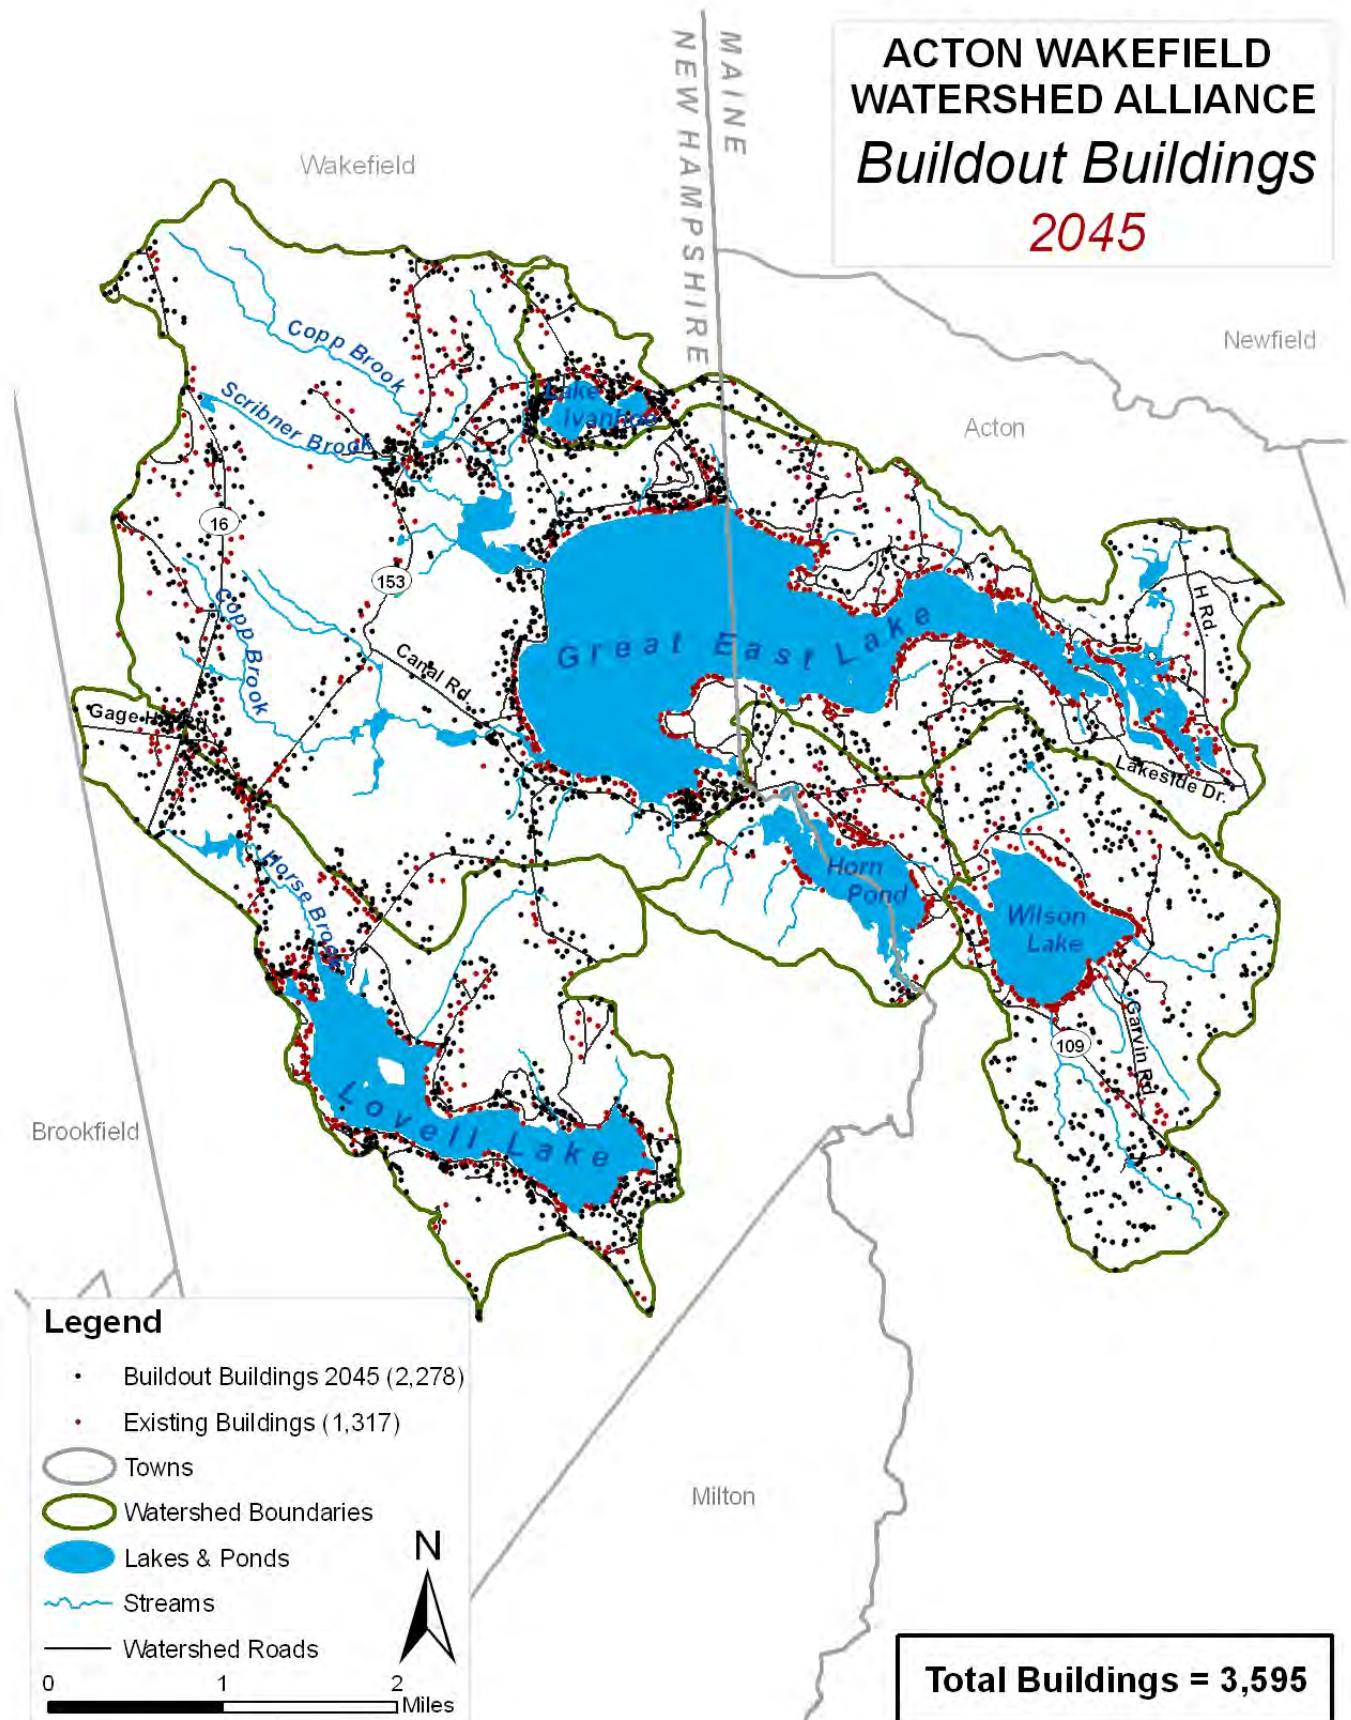 ACTON WAKEFIELD
WATERSHED ALLIANCE
Buildout Buildings
2045
MAINE
NEW HAMPSHIRE
Wakefield
Newfield
Acton
Copp Brook
Scribner Brook
Lake
Ivanhoe
16
153
H Rd.
Great East Lake
Copp Brook
Canal Rd.
Gage Hill Rd
Lakeside Dr.
Horse Brook
Horn
Pond
Wilson
Lake
Garvin Rd
109
Lovell Lake
Brookfield
Milton
Legend
Buildout Buildings 2045 (2,278)
Existing Buildings (1,317)
Towns
Watershed Boundaries
Lakes & Ponds
Streams
Watershed Roads
N
0 1 2
Miles
Total Buildings = 3,595